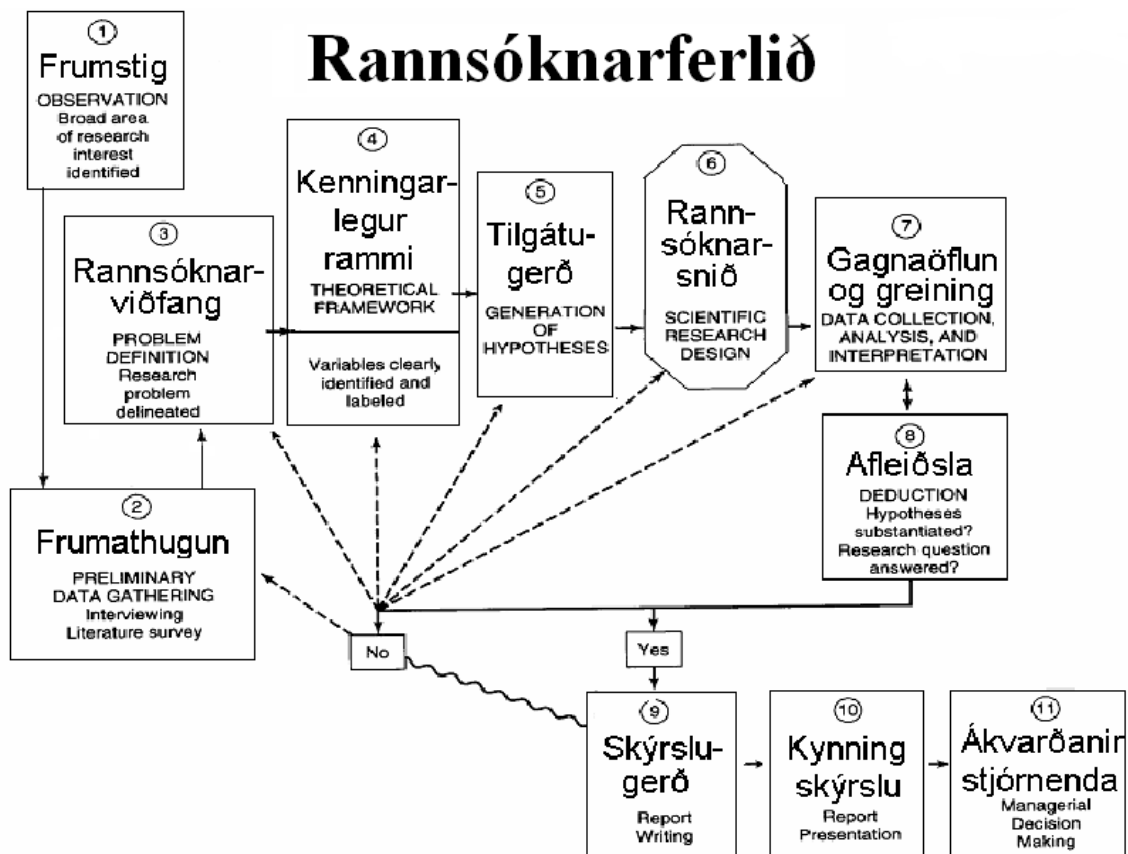 Rannsóknarferlið
1
Frumstig
OBSERVATION
Broad area
of research
interest
identified
2
Frumathugun
PRELIMINARY
DATA GATHERING
Interviewing
Literature survey
3
Rannsóknar-
viðfang
PROBLEM
DEFINITION
Research
problem
delineated
4
Kenningar-
legur
rammi
THEORETICAL
FRAMEWORK
Variables clearly
identified and
labeled
5
Tilgátu-
gerð
GENERATION
OF
HYPOTHESES
6
Rann-
sóknar-
snið
SCIENTIFIC
RESEARCH
DESIGN
7
Gagnaöflun
og greining
DATA COLLECTION,
ANALYSIS, AND
INTERPRETATION
8
Afleiðsla
DEDUCTION
Hypotheses
substantiated?
Research question
answered?
No
Yes
9
Skýrslu-
gerð
Report
Writing
10
Kynning
skýrslu
Report
Presentation
11
Ákvarðanir
stjórnenda
Managerial
Decision
Making